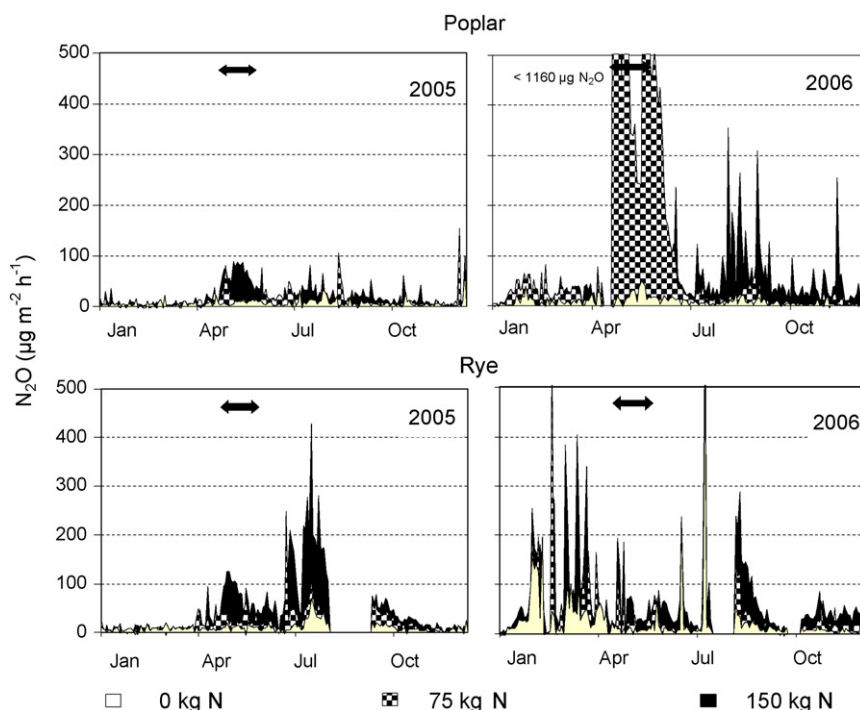 Poplar
N₂O (µg m⁻² h⁻¹)
500
400
300
200
100
0
2005
Jan Apr Jul Oct
< 1160 µg N₂O
2006
Jan Apr Jul Oct
Rye
500
400
300
200
100
0
2005
Jan Apr Jul Oct
2006
Jan Apr Jul Oct
0 kg N 75 kg N 150 kg N